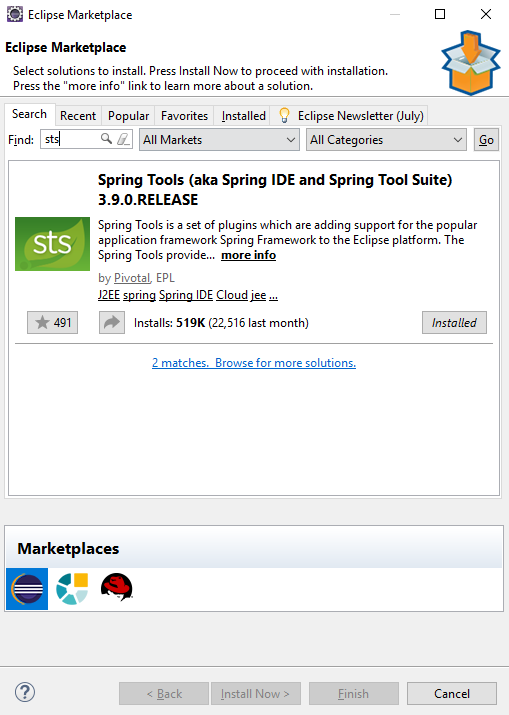 Eclipse Marketplace
Eclipse Marketplace
Select solutions to install. Press Install Now to proceed with installation.
Press the "more info" link to learn more about a solution.
Search Recent Popular Favorites Installed Eclipse Newsletter (July)
Find: sts All Markets All Categories Go
Spring Tools (aka Spring IDE and Spring Tool Suite)
3.9.0.RELEASE
sts
Spring Tools is a set of plugins which are adding support for the popular
application framework Spring Framework to the Eclipse platform. The
Spring Tools provide... more info
by Pivotal, EPL
J2EE spring Spring IDE Cloud jee ...
491 Installs: 519K (22,516 last month) Installed
2 matches. Browse for more solutions.
Marketplaces
? < Back Install Now > Finish Cancel